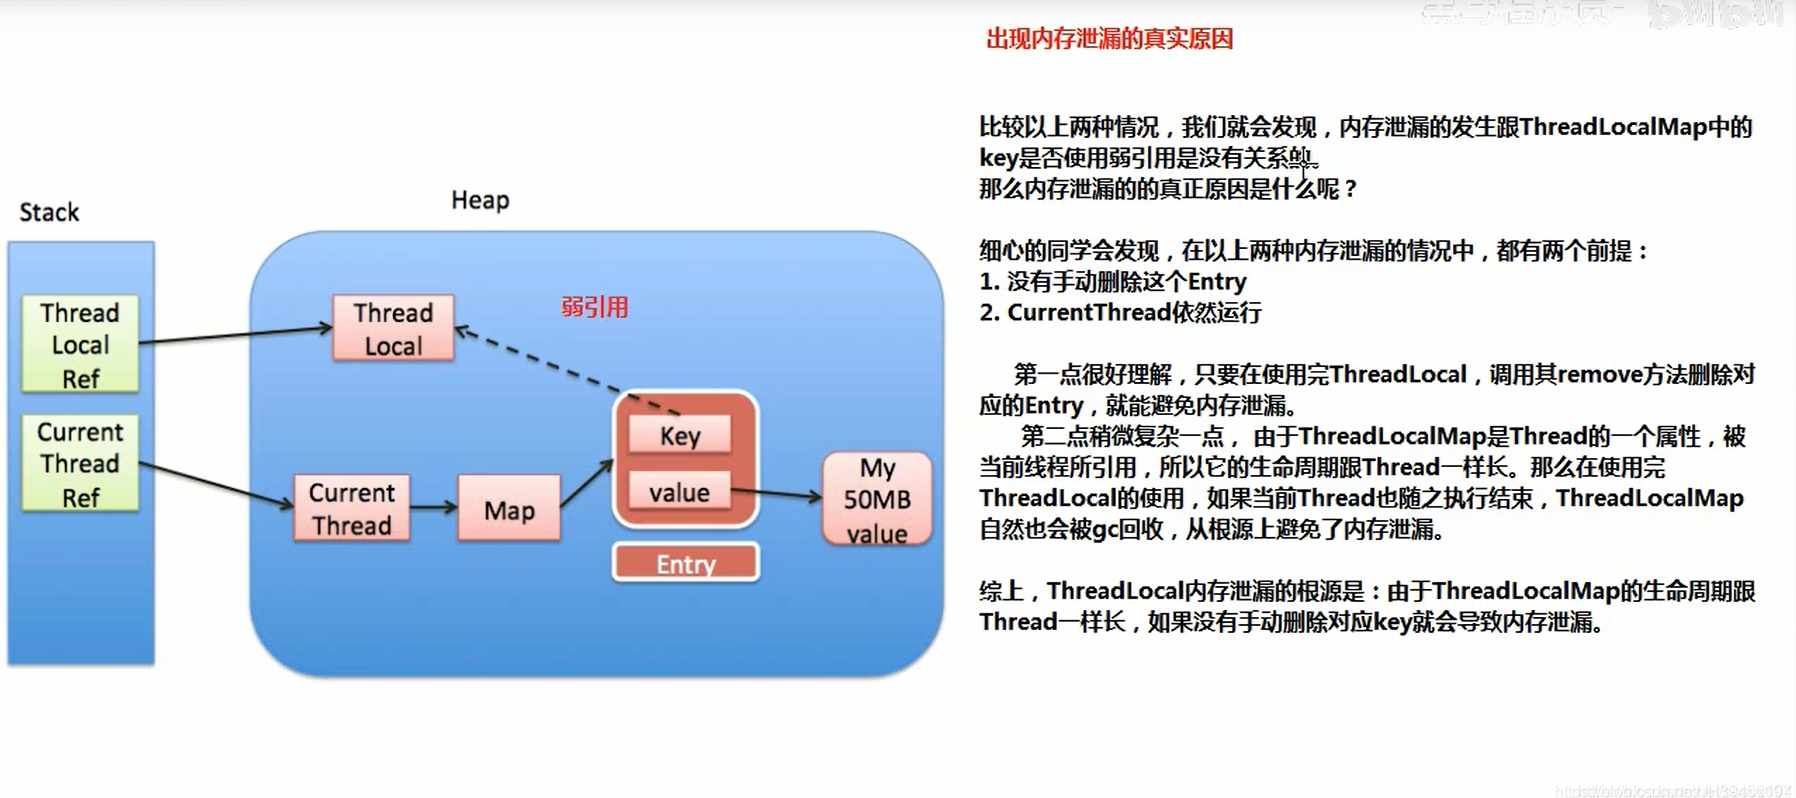 出现内存泄漏的真实原因
比较以上两种情况，我们就会发现，内存泄漏的发生跟ThreadLocalMap中的
key是否使用弱引用是没有关系的。
那么内存泄漏的的真正原因是什么呢？
细心的同学会发现，在以上两种内存泄漏的情况中，都有两个前提：
1. 没有手动删除这个Entry
2. CurrentThread依然运行
第一点很好理解，只要在使用完ThreadLocal，调用其remove方法删除对
应的Entry，就能避免内存泄漏。
第二点稍微复杂一点， 由于ThreadLocalMap是Thread的一个属性，被
当前线程所引用，所以它的生命周期跟Thread一样长。那么在使用完
ThreadLocal的使用，如果当前Thread也随之执行结束，ThreadLocalMap
自然也会被gc回收，从根源上避免了内存泄漏。
综上，ThreadLocal内存泄漏的根源是：由于ThreadLocalMap的生命周期跟
Thread一样长，如果没有手动删除对应key就会导致内存泄漏。
Stack
Thread
Local
Ref
Current
Thread
Ref
Heap
Thread
Local
弱引用
Current
Thread
Map
Key
value
Entry
My
50MB
value